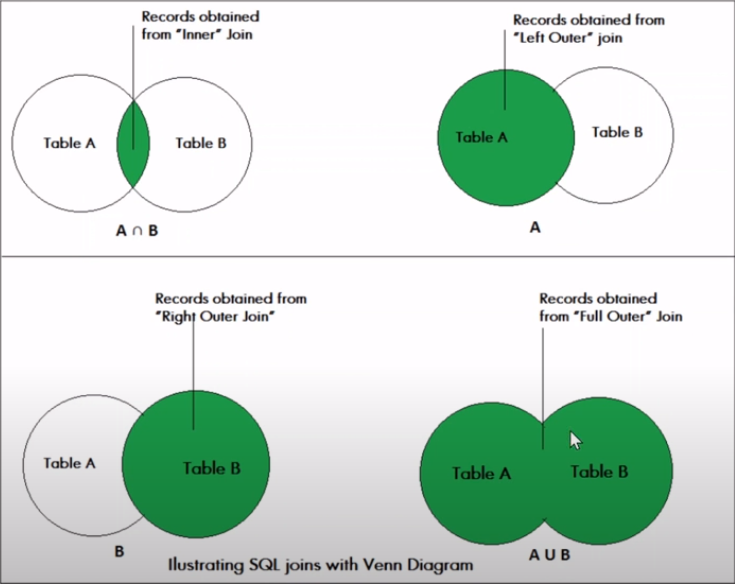 Records obtained
from "Inner" Join
Table A
Table B
A ∩ B
Records obtained from
"Left Outer" join
Table A
Table B
A
Records obtained from
"Right Outer Join"
Table A
Table B
B
Records obtained
from "Full Outer" Join
Table A
Table B
A U B
Ilustrating SQL joins with Venn Diagram